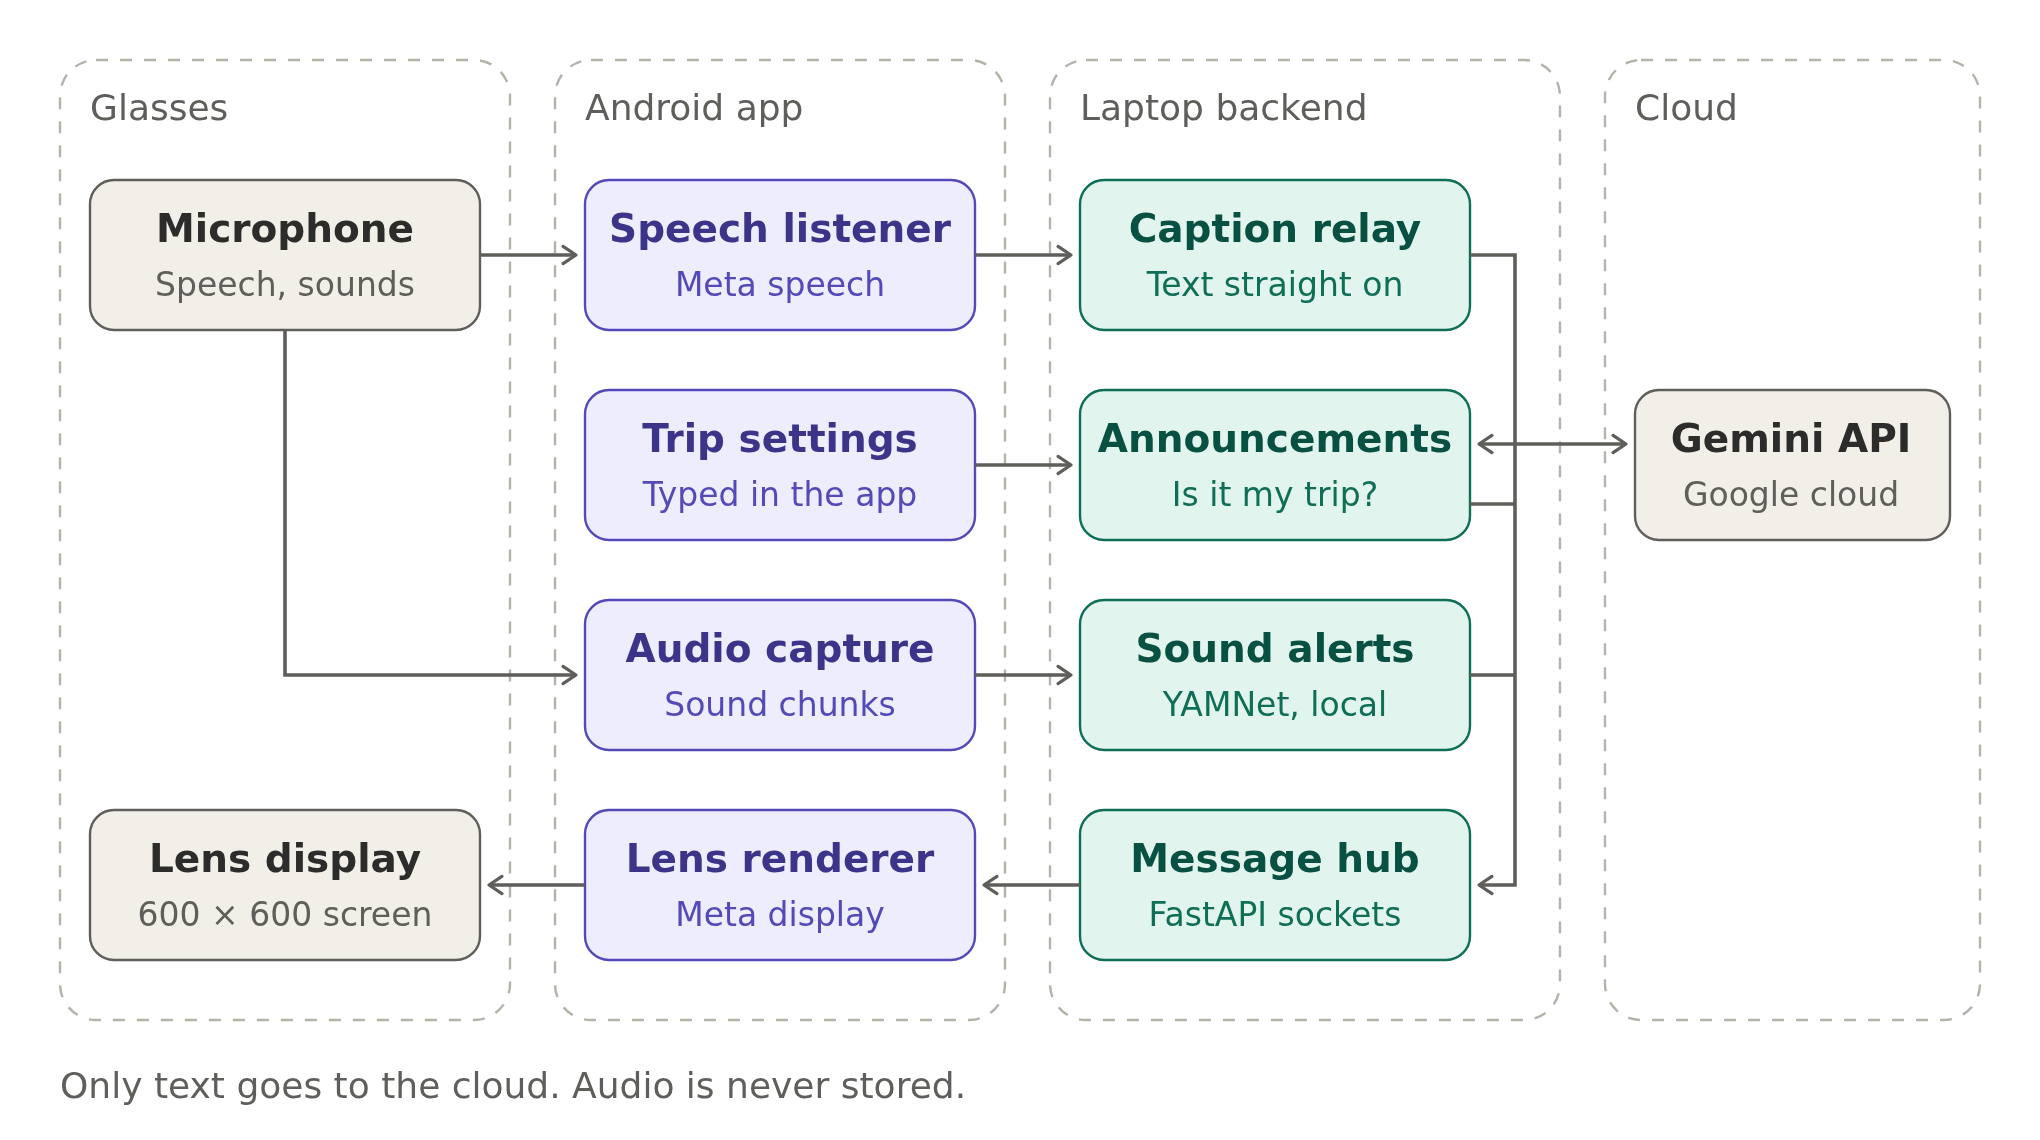 Glasses
Android app
Laptop backend
Cloud
Microphone
Speech, sounds
Speech listener
Meta speech
Caption relay
Text straight on
Trip settings
Typed in the app
Announcements
Is it my trip?
Gemini API
Google cloud
Audio capture
Sound chunks
Sound alerts
YAMNet, local
Lens display
600 × 600 screen
Lens renderer
Meta display
Message hub
FastAPI sockets
Only text goes to the cloud. Audio is never stored.